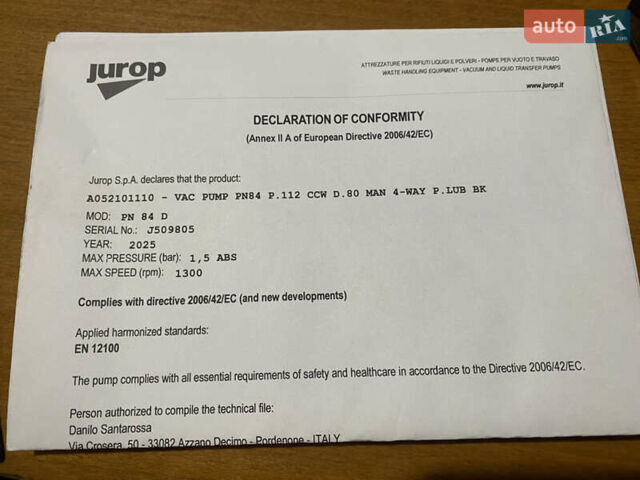 auto RIA.com
jurop
ATTREZZATURE PER RIFIUTI LIQUIDI E POLVERI - POMPE PER VUOTO E TRAVASO
WASTE HANDLING EQUIPMENT - VACUUM AND LIQUID TRANSFER PUMPS
www.jurop.it
DECLARATION OF CONFORMITY
(Annex II A of European Directive 2006/42/EC)
Jurop S.p.A. declares that the product:
A052101110 - VAC PUMP PN84 P.112 CCW D.80 MAN 4-WAY P.LUB BK
MOD: PN 84 D
SERIAL No.: J509805
YEAR: 2025
MAX PRESSURE (bar): 1,5 ABS
MAX SPEED (rpm): 1300
Complies with directive 2006/42/EC (and new developments)
Applied harmonized standards:
EN 12100
The pump complies with all essential requirements of safety and healthcare in accordance to the Directive 2006/42/EC.
Person authorized to compile the technical file:
Danilo Santarossa
Via Crosera, 50 - 33082 Azzano Decimo - Pordenone - ITALY